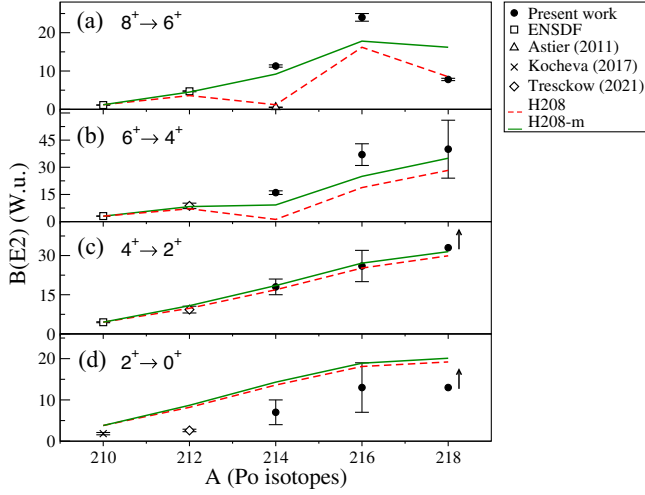 (a) 8⁺→ 6⁺
20
10
0
(b) 6⁺→ 4⁺
45
30
15
0
(c) 4⁺→ 2⁺
30
15
0
(d) 2⁺→ 0⁺
20
10
0
210 212 214 216 218
A (Po isotopes)
B(E2) (W.u.)
Present work
ENSDF
Astier (2011)
Kocheva (2017)
Tresckow (2021)
H208
H208-m